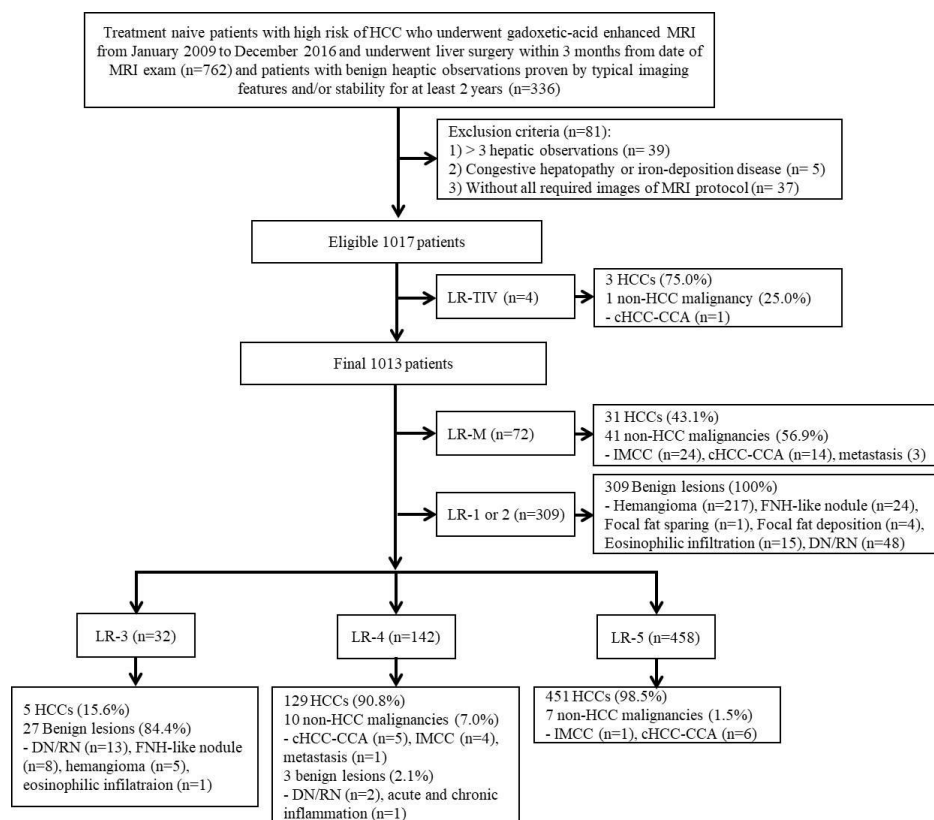 Treatment naive patients with high risk of HCC who underwent gadoxetic-acid enhanced MRI
from January 2009 to December 2016 and underwent liver surgery within 3 months from date of
MRI exam (n=762) and patients with benign heaptic observations proven by typical imaging
features and/or stability for at least 2 years (n=336)
Exclusion criteria (n=81):
1) > 3 hepatic observations (n= 39)
2) Congestive hepatopathy or iron-deposition disease (n= 5)
3) Without all required images of MRI protocol (n= 37)
Eligible 1017 patients
LR-TIV (n=4)
3 HCCs (75.0%)
1 non-HCC malignancy (25.0%)
- cHCC-CCA (n=1)
Final 1013 patients
LR-M (n=72)
31 HCCs (43.1%)
41 non-HCC malignancies (56.9%)
- IMCC (n=24), cHCC-CCA (n=14), metastasis (3)
LR-1 or 2 (n=309)
309 Benign lesions (100%)
- Hemangioma (n=217), FNH-like nodule (n=24),
Focal fat sparing (n=1), Focal fat deposition (n=4),
Eosinophilic infiltration (n=15), DN/RN (n=48)
LR-3 (n=32)
LR-4 (n=142)
LR-5 (n=458)
5 HCCs (15.6%)
27 Benign lesions (84.4%)
- DN/RN (n=13), FNH-like nodule
(n=8), hemangioma (n=5),
eosinophilic infilatraion (n=1)
129 HCCs (90.8%)
10 non-HCC malignancies (7.0%)
- cHCC-CCA (n=5), IMCC (n=4),
metastasis (n=1)
3 benign lesions (2.1%)
- DN/RN (n=2), acute and chronic
inflammation (n=1)
451 HCCs (98.5%)
7 non-HCC malignancies (1.5%)
- IMCC (n=1), cHCC-CCA (n=6)